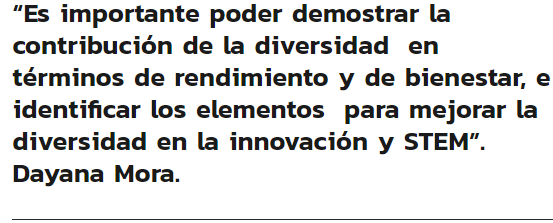 “Es importante poder demostrar la
contribución de la diversidad  en
términos de rendimiento y de bienestar, e
identificar los elementos  para mejorar la
diversidad en la innovación y STEM”.
Dayana Mora.